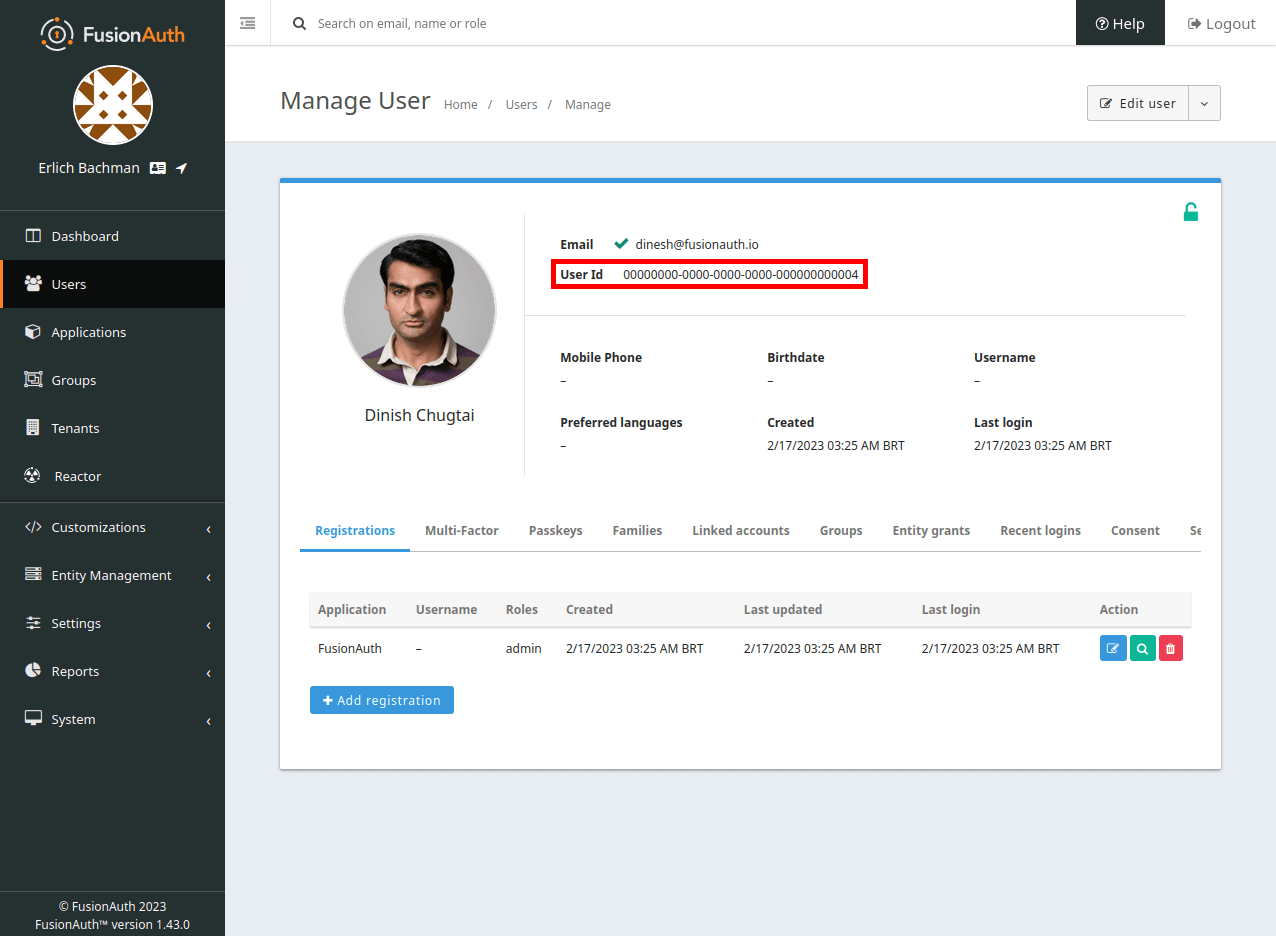 FusionAuth
Erlich Bachman
Dashboard
Users
Applications
Groups
Tenants
Reactor
Customizations
Entity Management
Settings
Reports
System
© FusionAuth 2023
FusionAuth™ version 1.43.0
Search on email, name or role
Help
Logout
Manage User Home / Users / Manage
Edit user
Dinish Chugtai
Email dinesh@fusionauth.io
User Id 00000000-0000-0000-0000-000000000004
Mobile Phone Birthdate Username
– – –
Preferred languages Created Last login
– 2/17/2023 03:25 AM BRT 2/17/2023 03:25 AM BRT
Registrations Multi-Factor Passkeys Families Linked accounts Groups Entity grants Recent logins Consent Se
Application Username Roles Created Last updated Last login Action
FusionAuth – admin 2/17/2023 03:25 AM BRT 2/17/2023 03:25 AM BRT 2/17/2023 03:25 AM BRT
Add registration